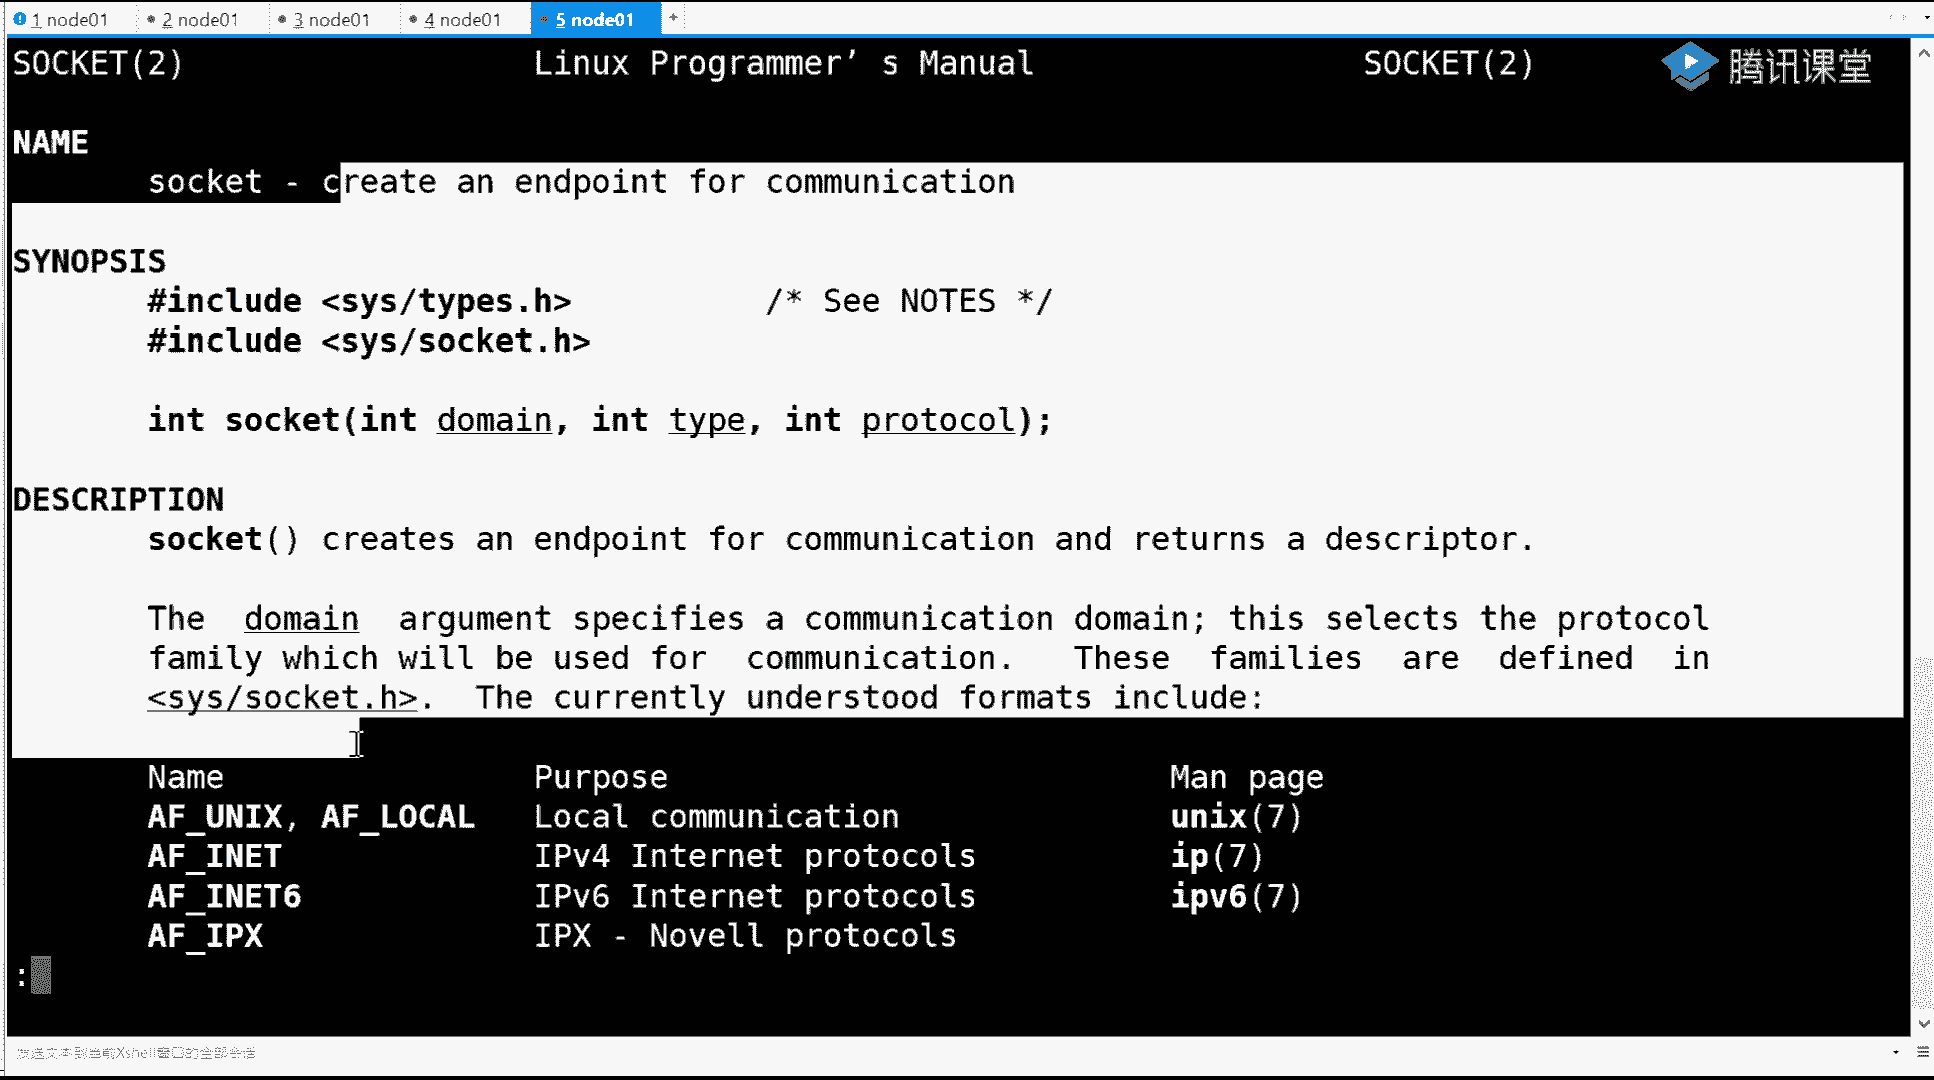 1 node01 2 node01 3 node01 4 node01 5 node01 +
SOCKET(2) Linux Programmer’ s Manual SOCKET(2)
腾讯课堂
NAME
socket - create an endpoint for communication
SYNOPSIS
#include <sys/types.h> /* See NOTES */
#include <sys/socket.h>
int socket(int domain, int type, int protocol);
DESCRIPTION
socket() creates an endpoint for communication and returns a descriptor.
The domain argument specifies a communication domain; this selects the protocol
family which will be used for communication. These families are defined in
<sys/socket.h>. The currently understood formats include:
Name Purpose Man page
AF_UNIX, AF_LOCAL Local communication unix(7)
AF_INET IPv4 Internet protocols ip(7)
AF_INET6 IPv6 Internet protocols ipv6(7)
AF_IPX IPX - Novell protocols
:
发送文本到当前Xshell窗口的全部会话